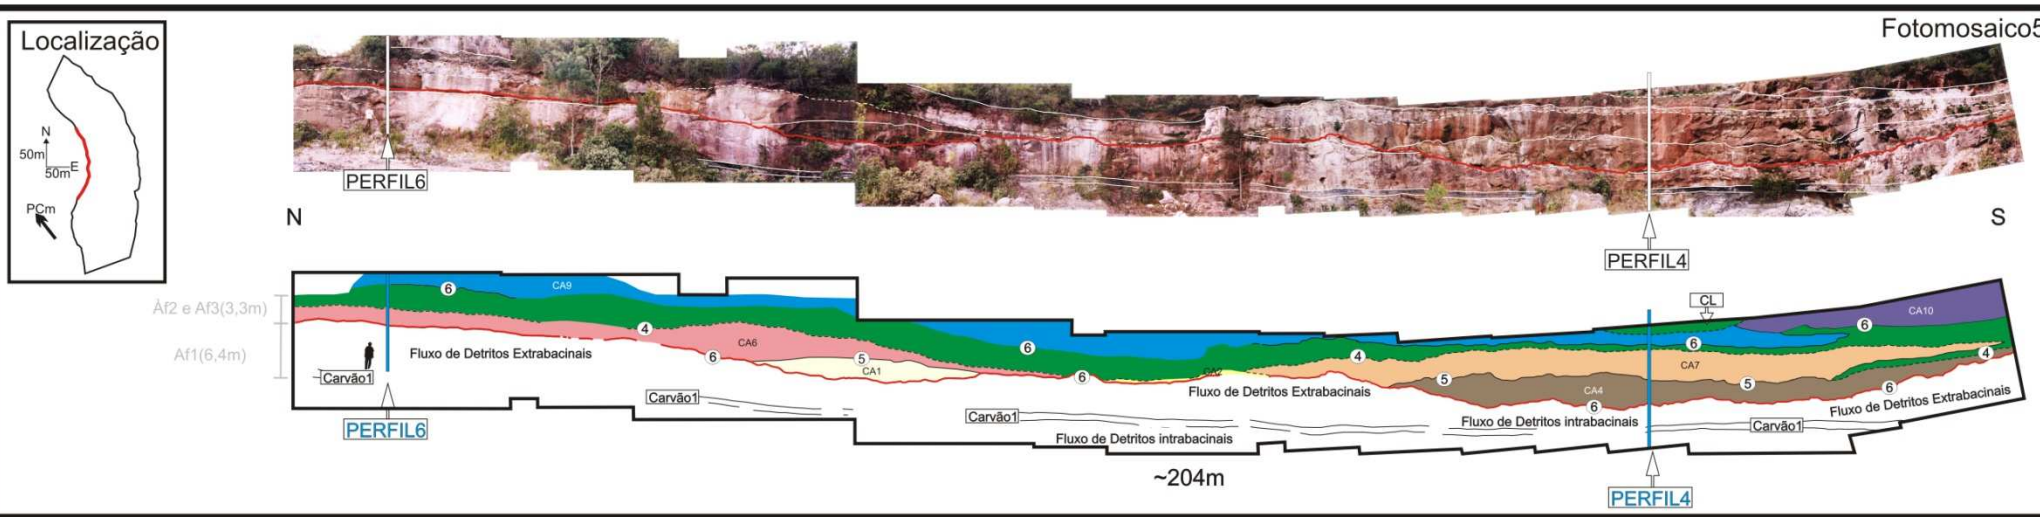 Localização
N
50m
50m E
PCm
Fotomosaico5
PERFIL6
N
S
PERFIL4
Àf2 e Af3(3,3m)
Af1(6,4m)
6
CA9
4
CA6
6
5
CA1
Fluxo de Detritos Extrabacinais
Carvão1
Carvão1
PERFIL6
6
6
CA2
Fluxo de Detritos Extrabacinais
Carvão1
Fluxo de Detritos intrabacinais
4
5
CA4
6
CL
6
CA7
5
CA10
6
4
6
Fluxo de Detritos intrabacinais
Carvão1
Fluxo de Detritos Extrabacinais
~204m
PERFIL4